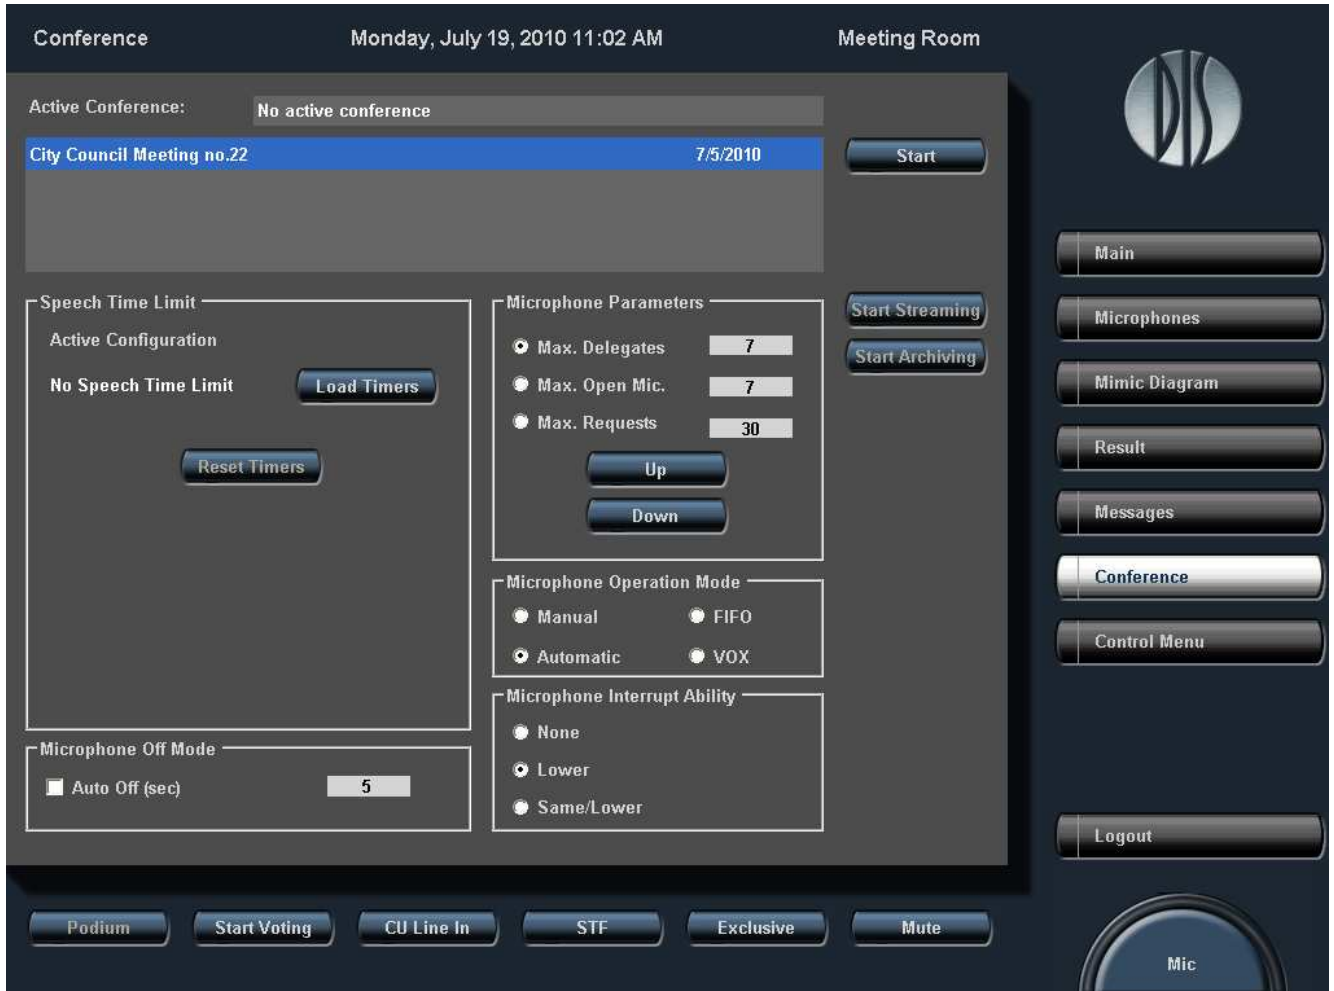 Conference Monday, July 19, 2010 11:02 AM Meeting Room
DIS
Active Conference: No active conference
City Council Meeting no.22 7/5/2010
Start
Speech Time Limit
Active Configuration
No Speech Time Limit Load Timers
Reset Timers
Microphone Parameters
Max. Delegates 7
Max. Open Mic. 7
Max. Requests 30
Up
Down
Start Streaming
Start Archiving
Microphone Operation Mode
Manual FIFO
Automatic VOX
Microphone Interrupt Ability
None
Lower
Same/Lower
Microphone Off Mode
Auto Off (sec) 5
Main
Microphones
Mimic Diagram
Result
Messages
Conference
Control Menu
Logout
Podium Start Voting CU Line In STF Exclusive Mute
Mic